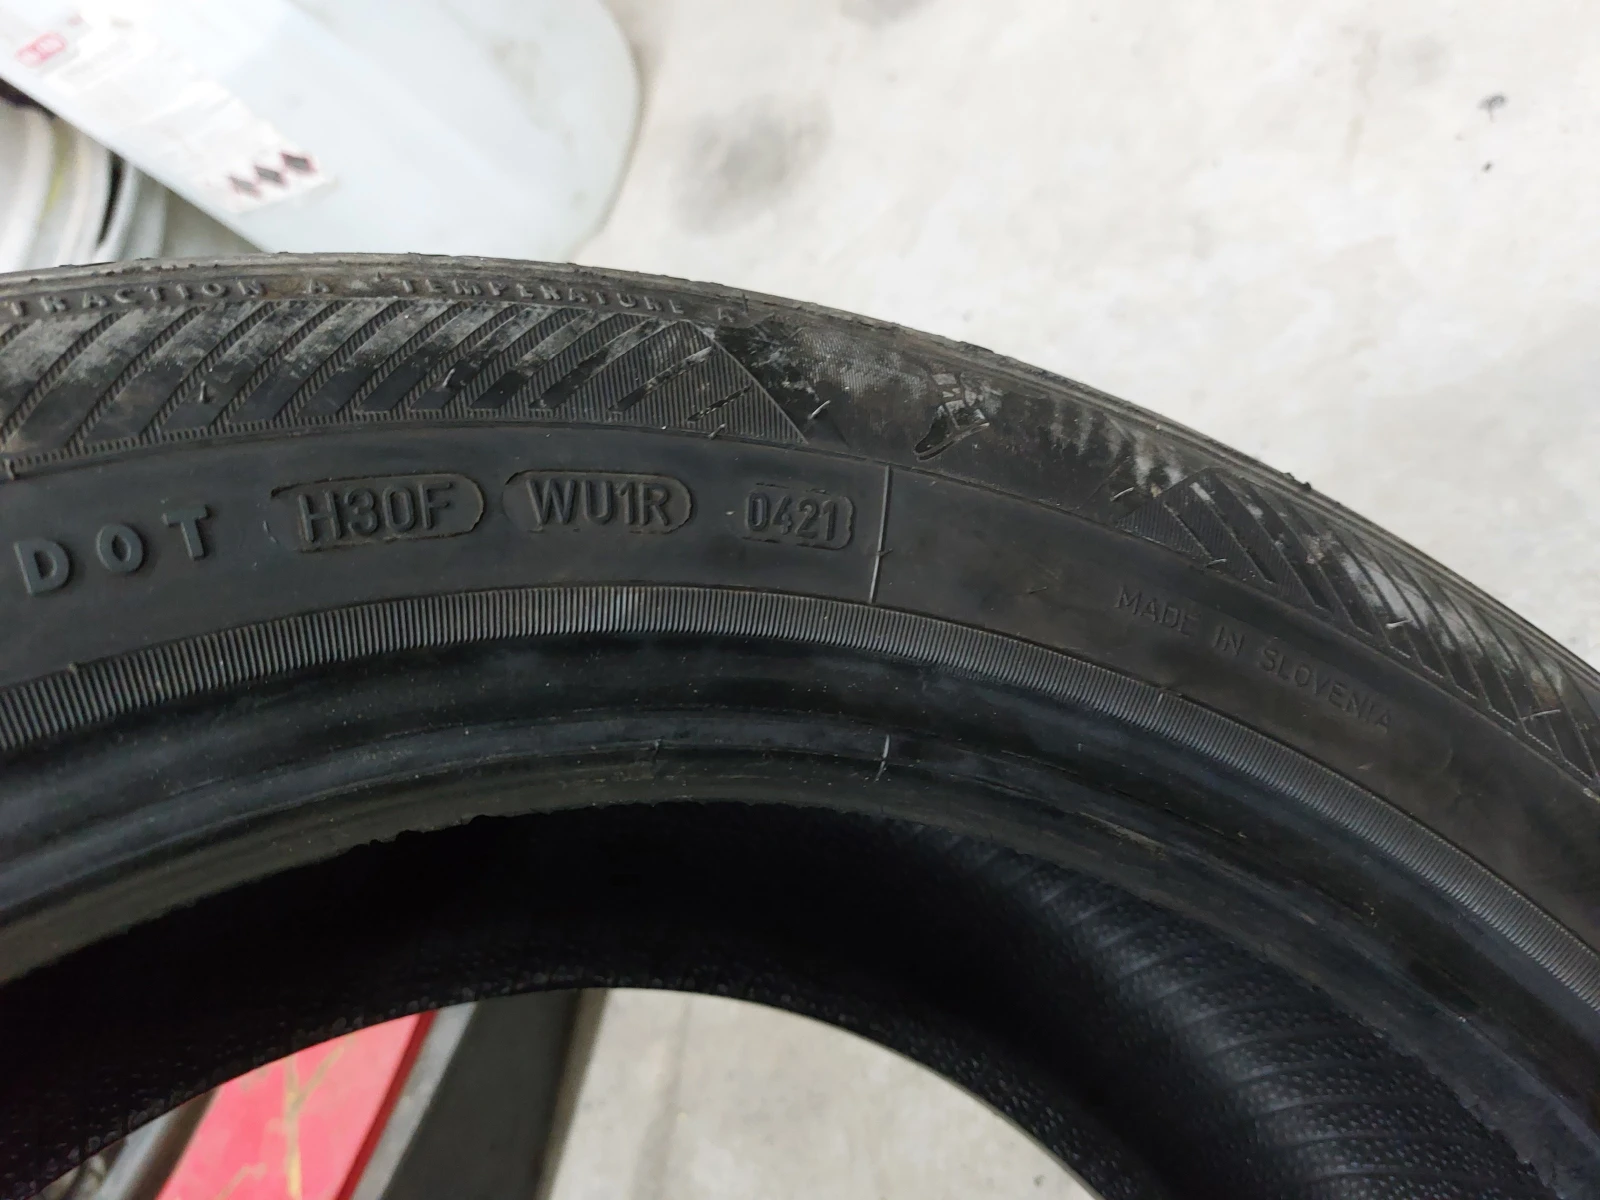 TRACTION A TEMPERATURE A
DOT H30F WU1R 0421
MADE IN SLOVENIA